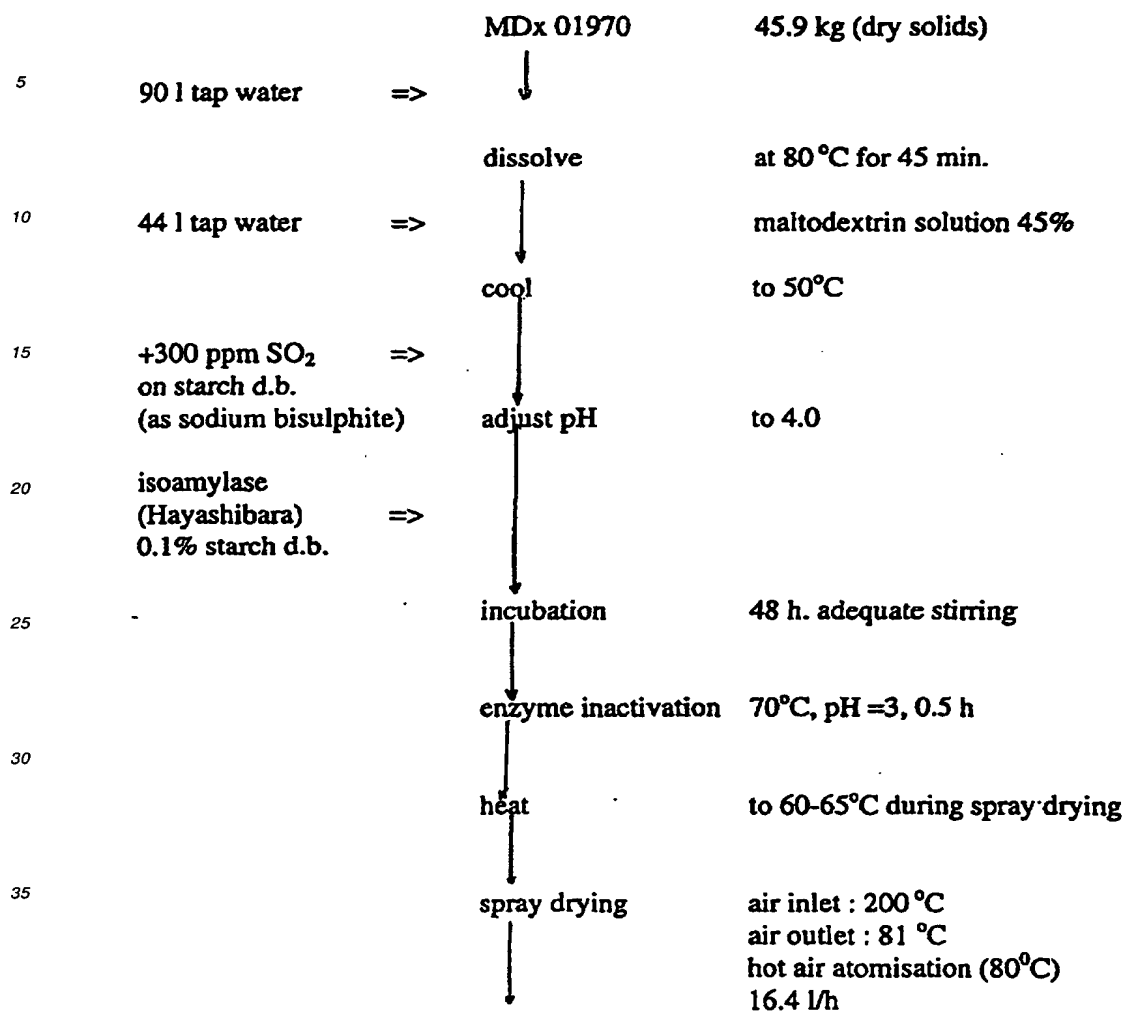 MDx 01970 45.9 kg (dry solids)
5
90 l tap water =>
dissolve at 80 °C for 45 min.
10 44 l tap water => maltodextrin solution 45%
cool to 50°C
15 +300 ppm SO₂ =>
on starch d.b.
(as sodium bisulphite) adjust pH to 4.0
20 isoamylase
(Hayashibara) =>
0.1% starch d.b.
incubation 48 h. adequate stirring
25
enzyme inactivation 70°C, pH =3, 0.5 h
30
heat to 60-65°C during spray drying
35 spray drying air inlet : 200 °C
air outlet : 81 °C
hot air atomisation (80⁰C)
16.4 l/h